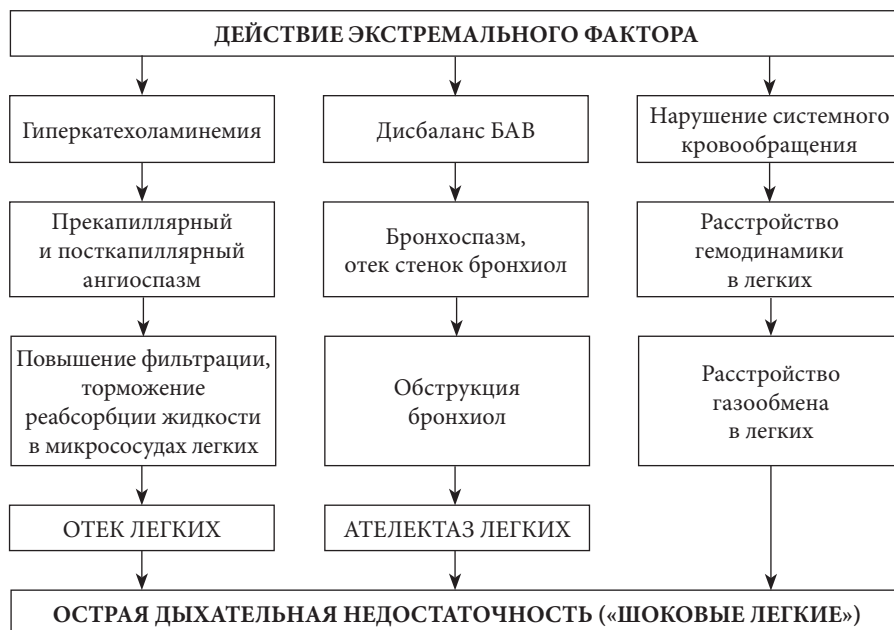 ДЕЙСТВИЕ ЭКСТРЕМАЛЬНОГО ФАКТОРА
Гиперкатехоламинемия
Дисбаланс БАВ
Нарушение системного
кровообращения
Прекапиллярный
и посткапиллярный
ангиоспазм
Бронхоспазм,
отек стенок бронхиол
Расстройство
гемодинамики
в легких
Повышение фильтрации,
торможение
реабсорбции жидкости
в микрососудах легких
Обструкция
бронхиол
Расстройство
газообмена
в легких
ОТЕК ЛЕГКИХ
АТЕЛЕКТАЗ ЛЕГКИХ
ОСТРАЯ ДЫХАТЕЛЬНАЯ НЕДОСТАТОЧНОСТЬ («ШОКОВЫЕ ЛЕГКИЕ»)